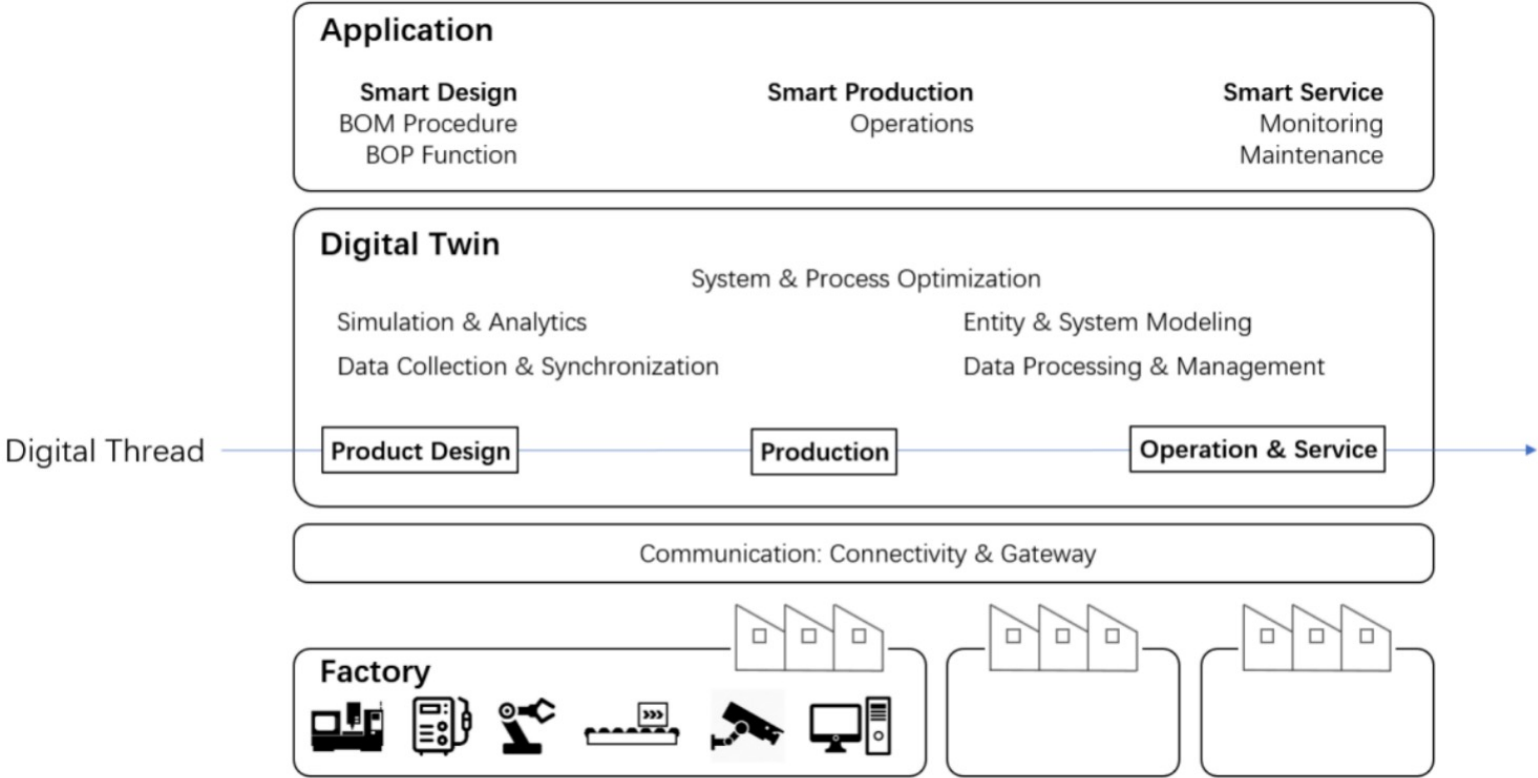 Application
Smart Design
BOM Procedure
BOP Function
Smart Production
Operations
Smart Service
Monitoring
Maintenance
Digital Twin
System & Process Optimization
Simulation & Analytics
Entity & System Modeling
Data Collection & Synchronization
Data Processing & Management
Digital Thread
Product Design
Production
Operation & Service
Communication: Connectivity & Gateway
Factory